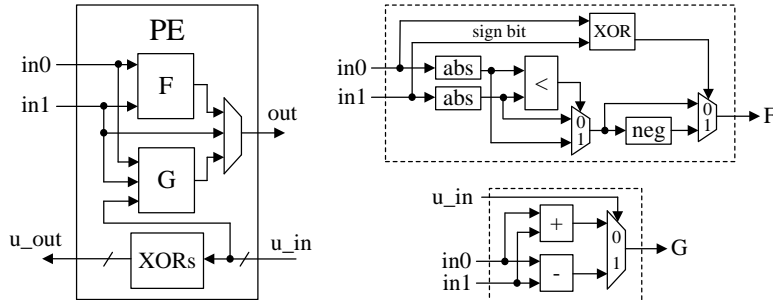 PE
in0
in1
F
G
out
u_out
XORs
u_in
sign bit
XOR
in0
in1
abs
abs
<
0
1
neg
0
1
F
u_in
in0
in1
+
-
0
1
G